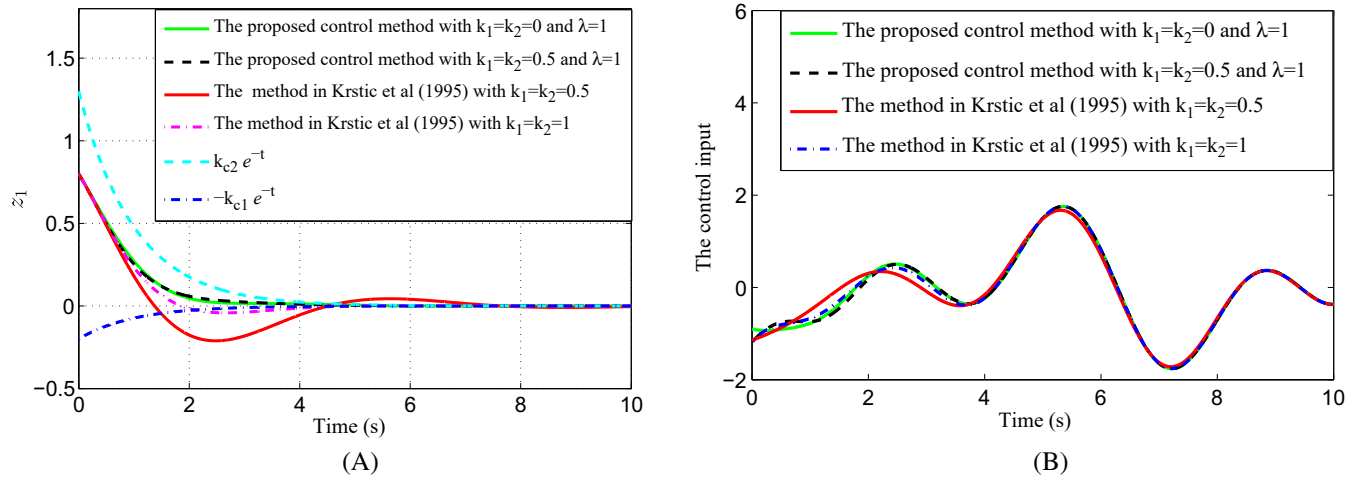 The proposed control method with k1=k2=0 and λ=1
The proposed control method with k1=k2=0.5 and λ=1
The method in Krstic et al (1995) with k1=k2=0.5
The method in Krstic et al (1995) with k1=k2=1
kc2 e−t
−kc1 e−t
1.5
1
0.5
0
−0.5
z1
0 2 4 6 8 10
Time (s)
(A)
The proposed control method with k1=k2=0 and λ=1
The proposed control method with k1=k2=0.5 and λ=1
The method in Krstic et al (1995) with k1=k2=0.5
The method in Krstic et al (1995) with k1=k2=1
6
4
2
0
−2
The control input
0 2 4 6 8 10
Time (s)
(B)